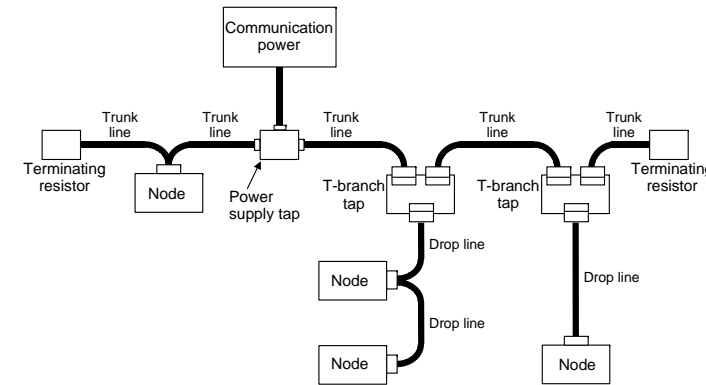 Communication
power
Trunk
line
Trunk
line
Trunk
line
Trunk
line
Trunk
line
Terminating
resistor
Node
Power
supply tap
T-branch
tap
T-branch
tap
Terminating
resistor
Drop line
Node
Drop line
Drop line
Node
Node